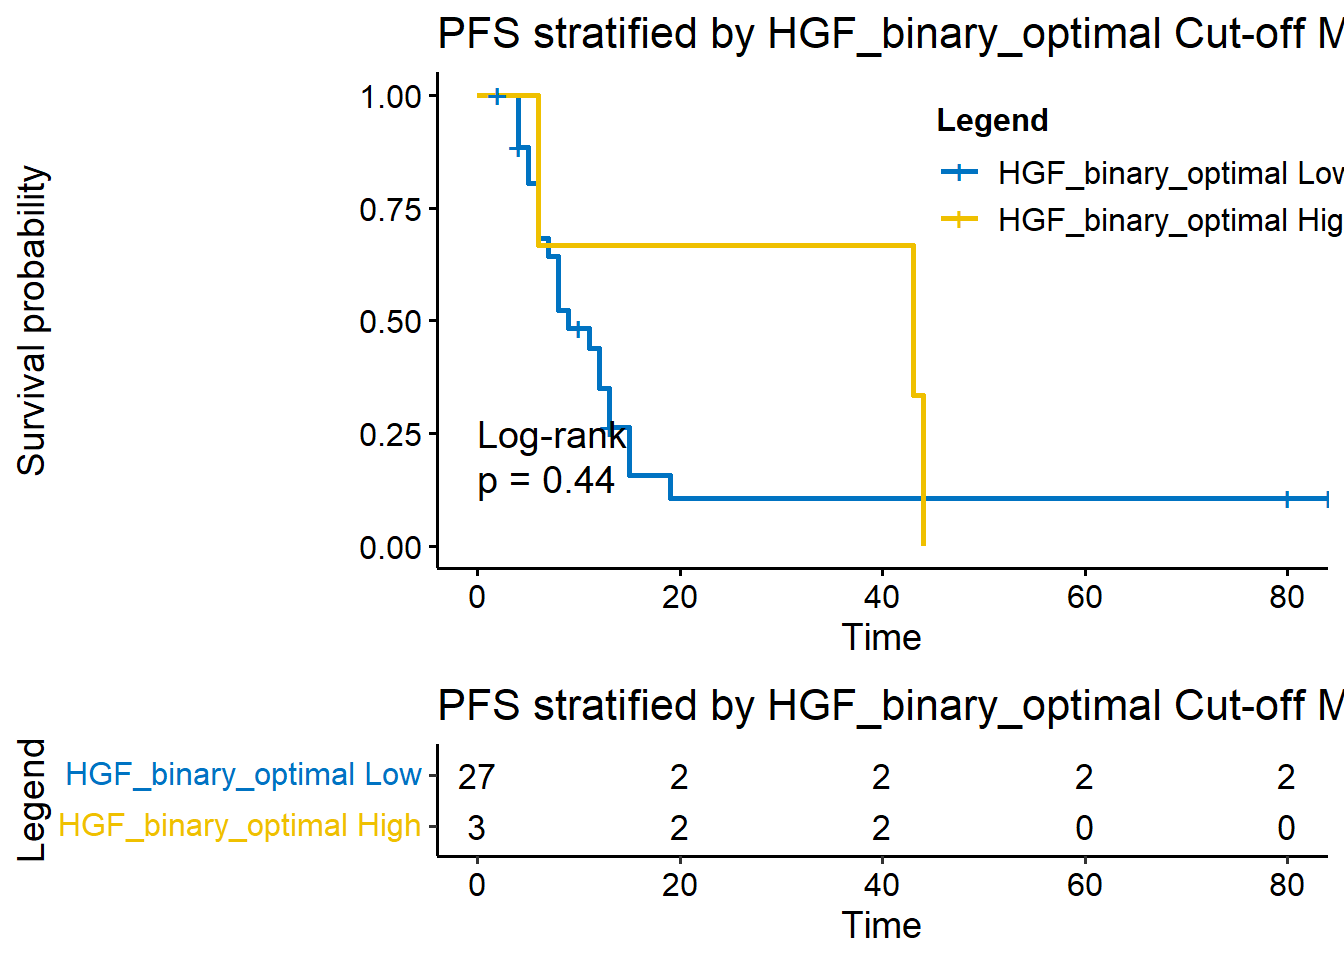 PFS stratified by HGF_binary_optimal Cut-off M
Survival probability
1.00
0.75
0.50
0.25
0.00
Legend
HGF_binary_optimal Low
HGF_binary_optimal Hig
Log-rank
p = 0.44
0 20 40 60 80
Time
PFS stratified by HGF_binary_optimal Cut-off M
Legend
HGF_binary_optimal Low 27 2 2 2 2
HGF_binary_optimal High 3 2 2 0 0
0 20 40 60 80
Time